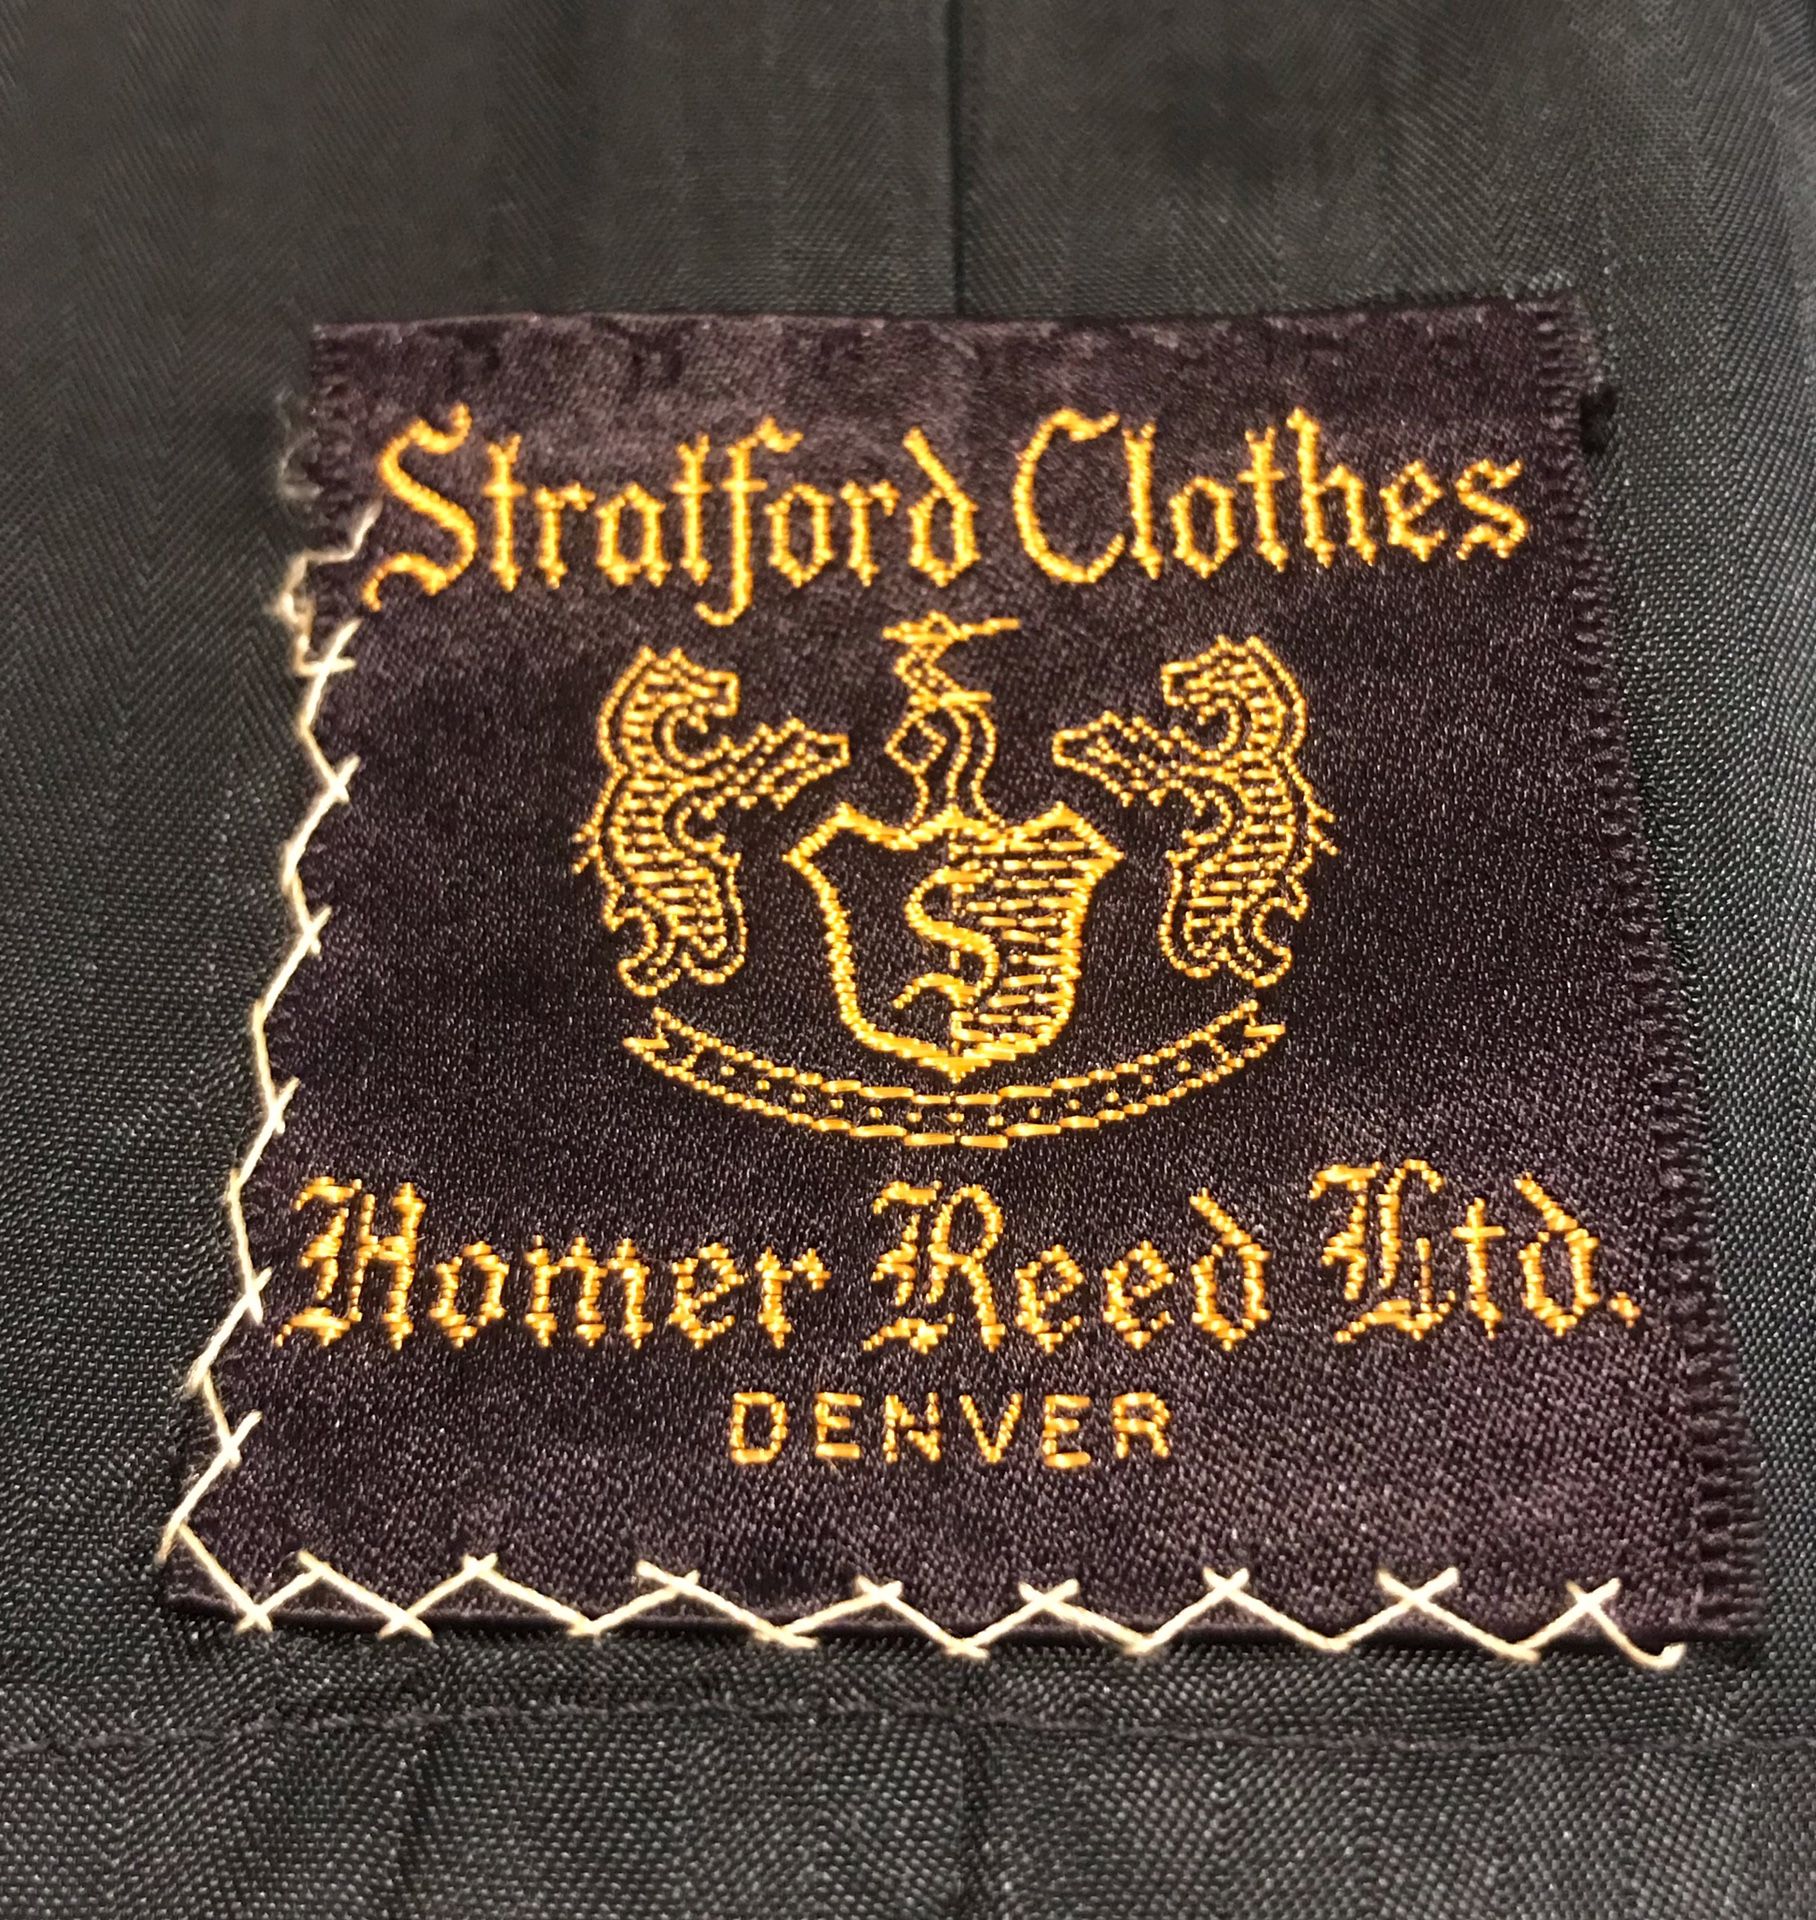 Stratford Clothes
S
Homer Reed Ltd.
DENVER